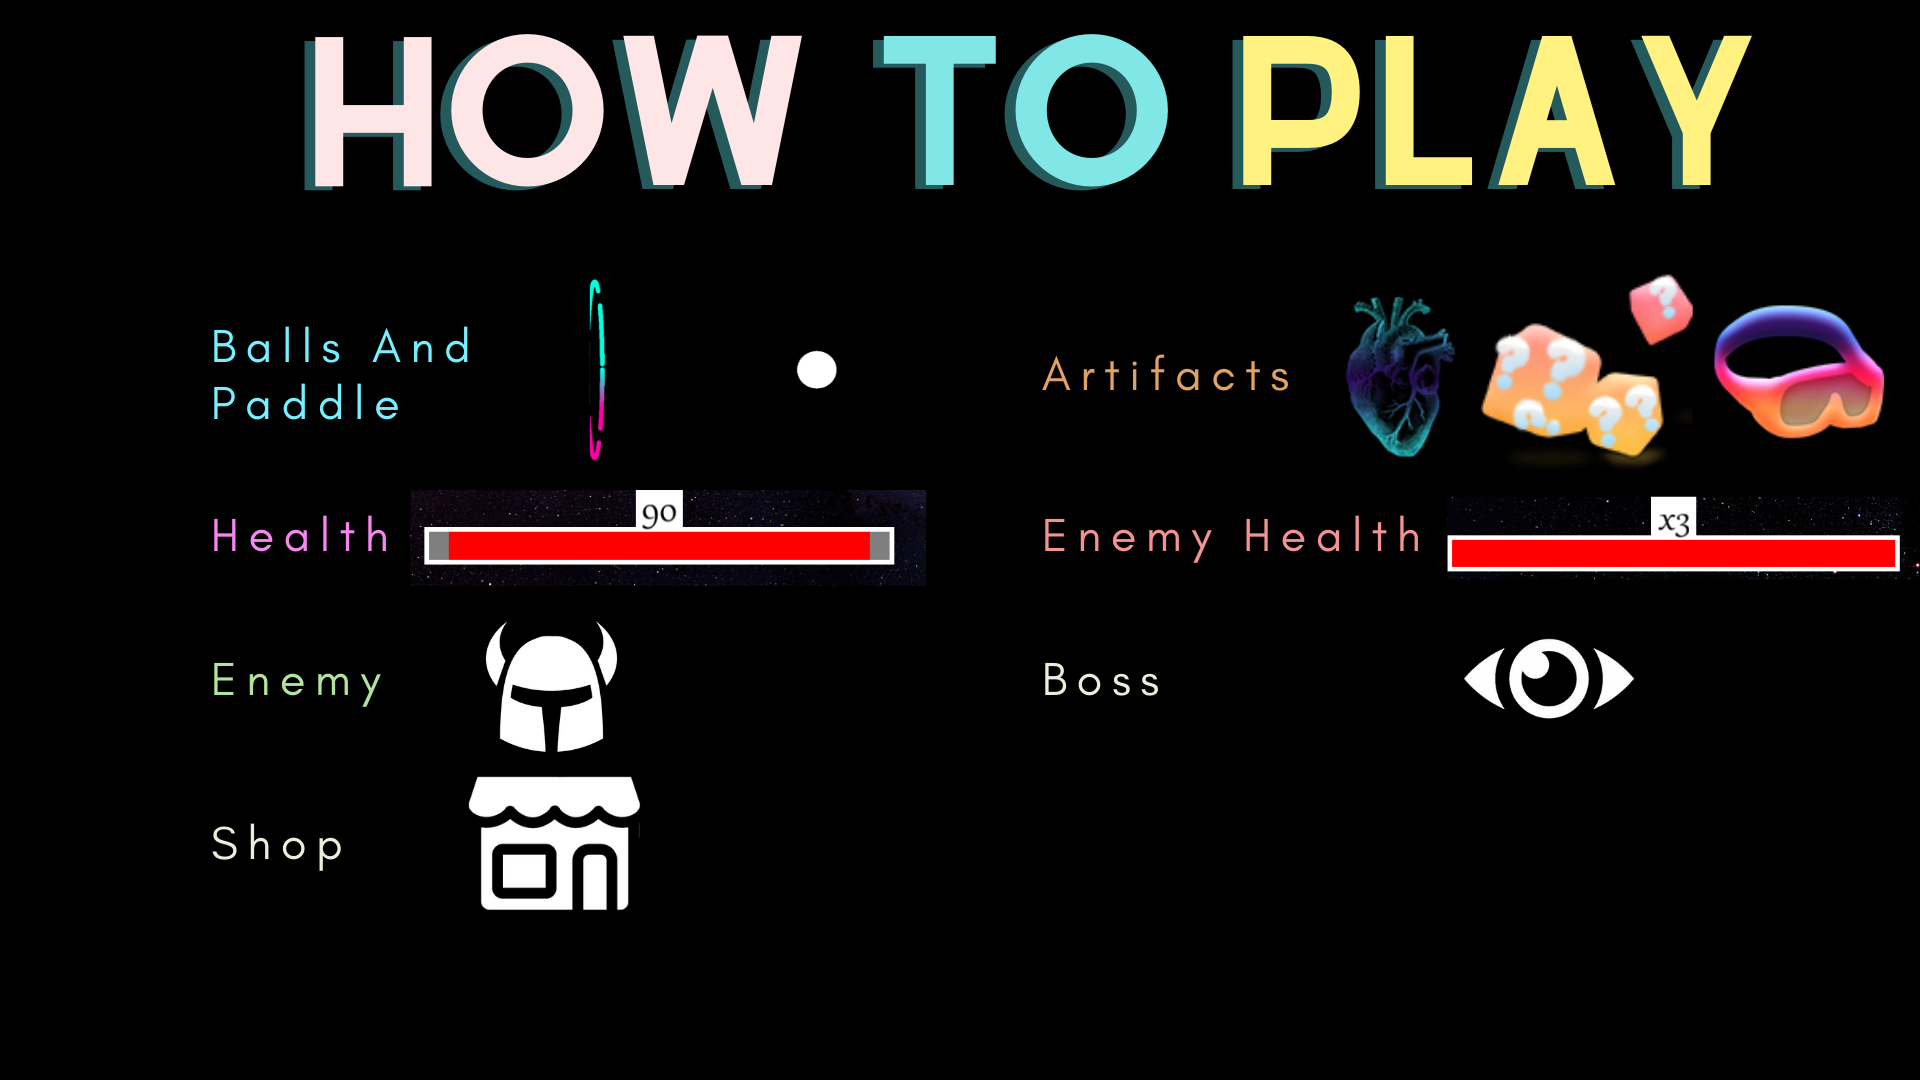 HOW TO PLAY
Balls And
Paddle
Artifacts
? ? ? ? ? ?
Health
90
Enemy Health
x3
Enemy
Boss
Shop